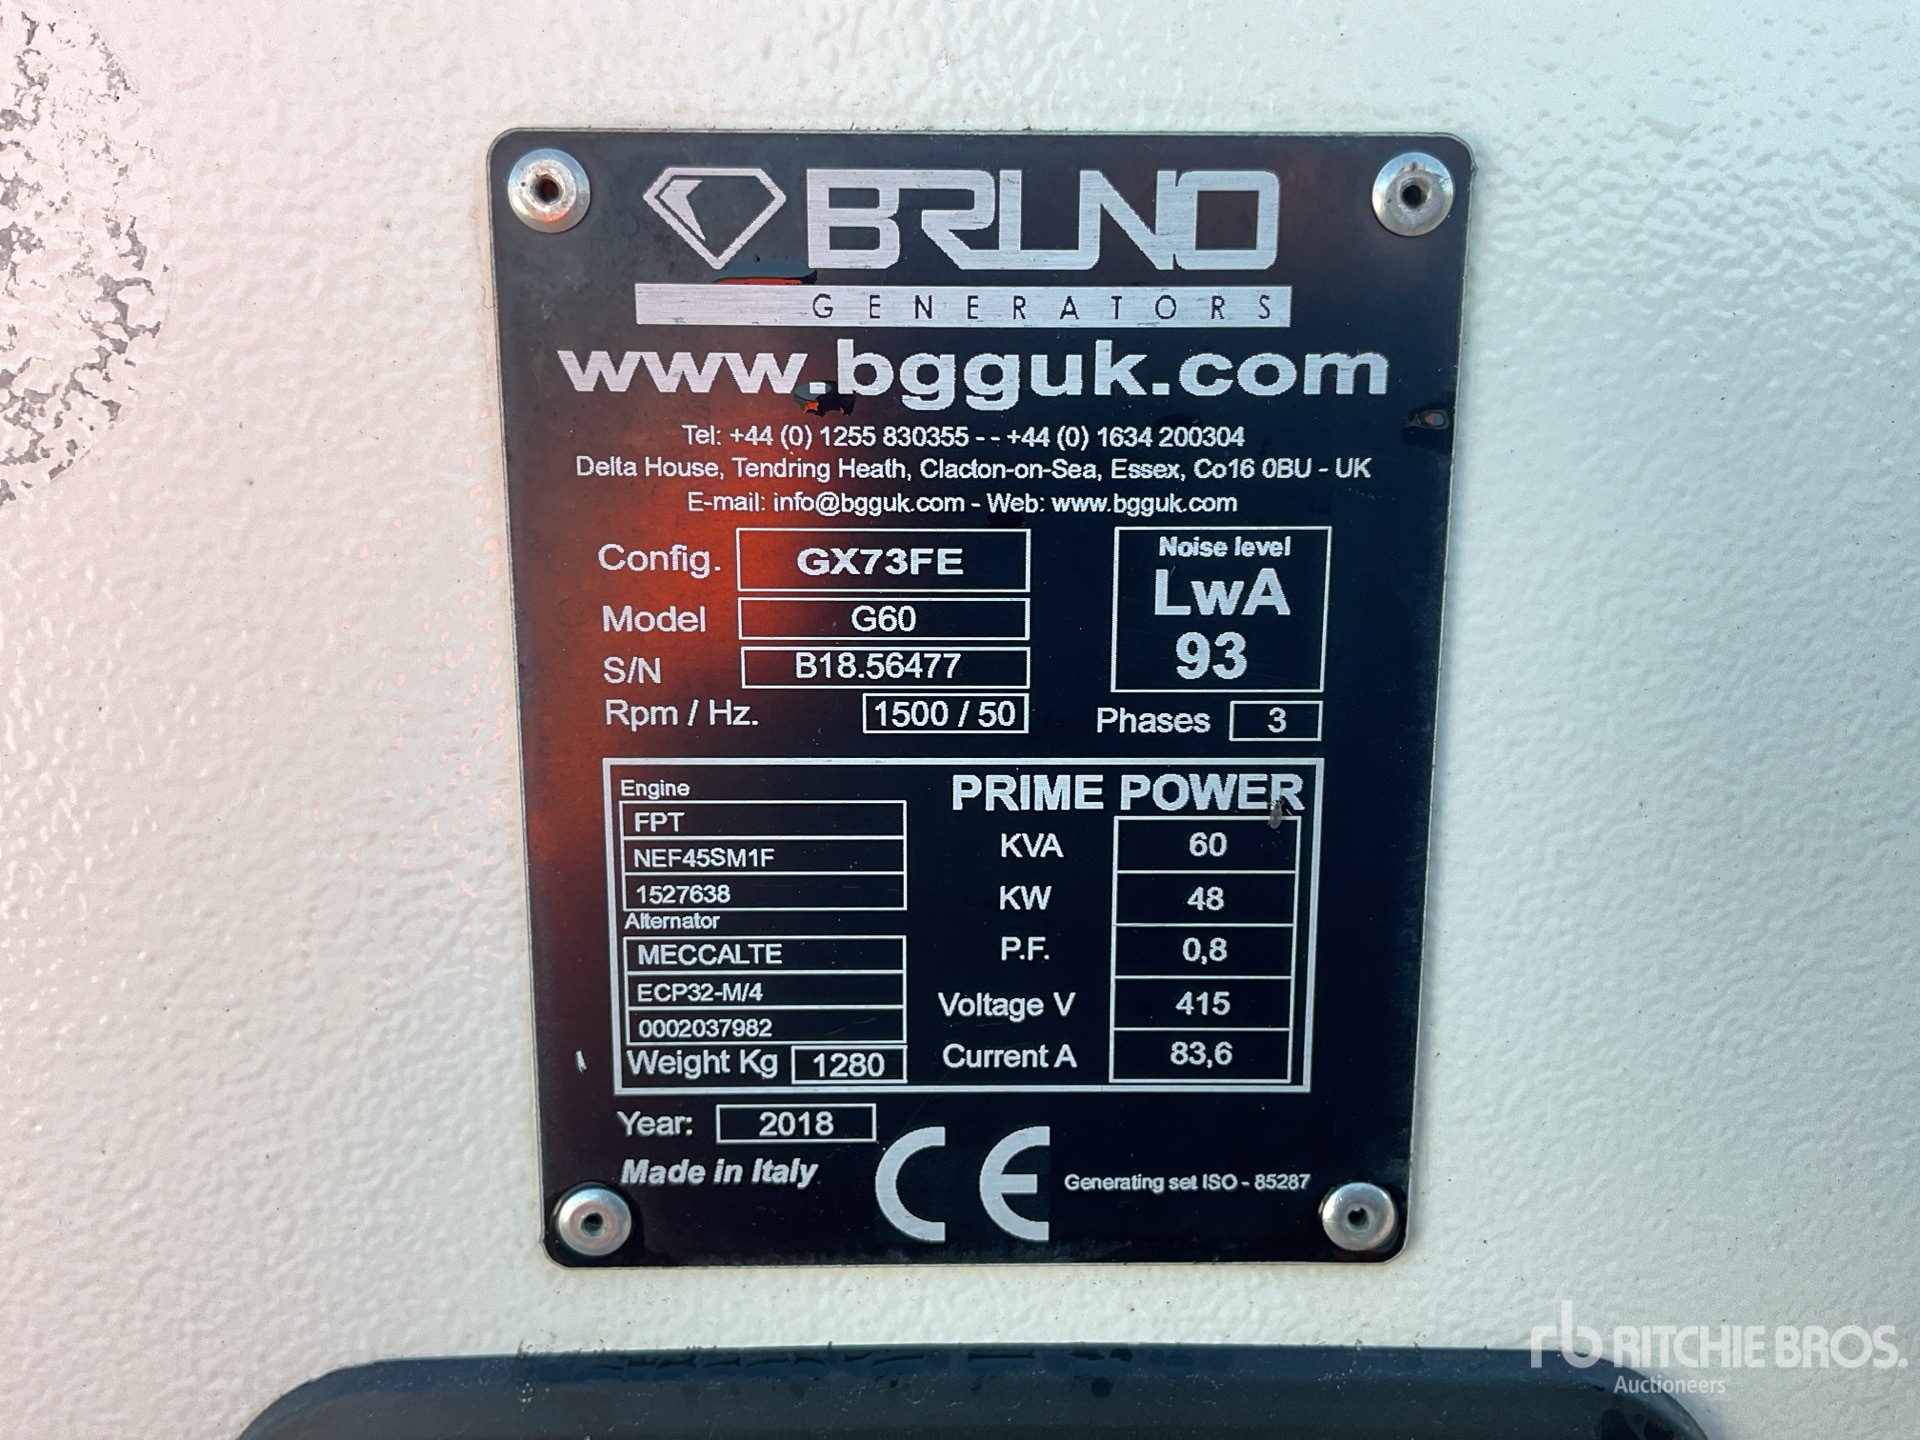 BRUNO
GENERATORS
www.bgguk.com
Tel: +44 (0) 1255 830355 - - +44 (0) 1634 200304
Delta House, Tendring Heath, Clacton-on-Sea, Essex, Co16 0BU - UK
E-mail: info@bgguk.com - Web: www.bgguk.com
Config. GX73FE
Model G60
S/N B18.56477
Rpm / Hz. 1500 / 50
Noise level
LwA
93
Phases 3
Engine
FPT
NEF45SM1F
1527638
Alternator
MECCALTE
ECP32-M/4
0002037982
Weight Kg 1280
PRIME POWER
KVA 60
KW 48
P.F. 0,8
Voltage V 415
Current A 83,6
Year: 2018
Made in Italy
CE
Generating set ISO - 85287
rb RITCHIE BROS.
Auctioneers